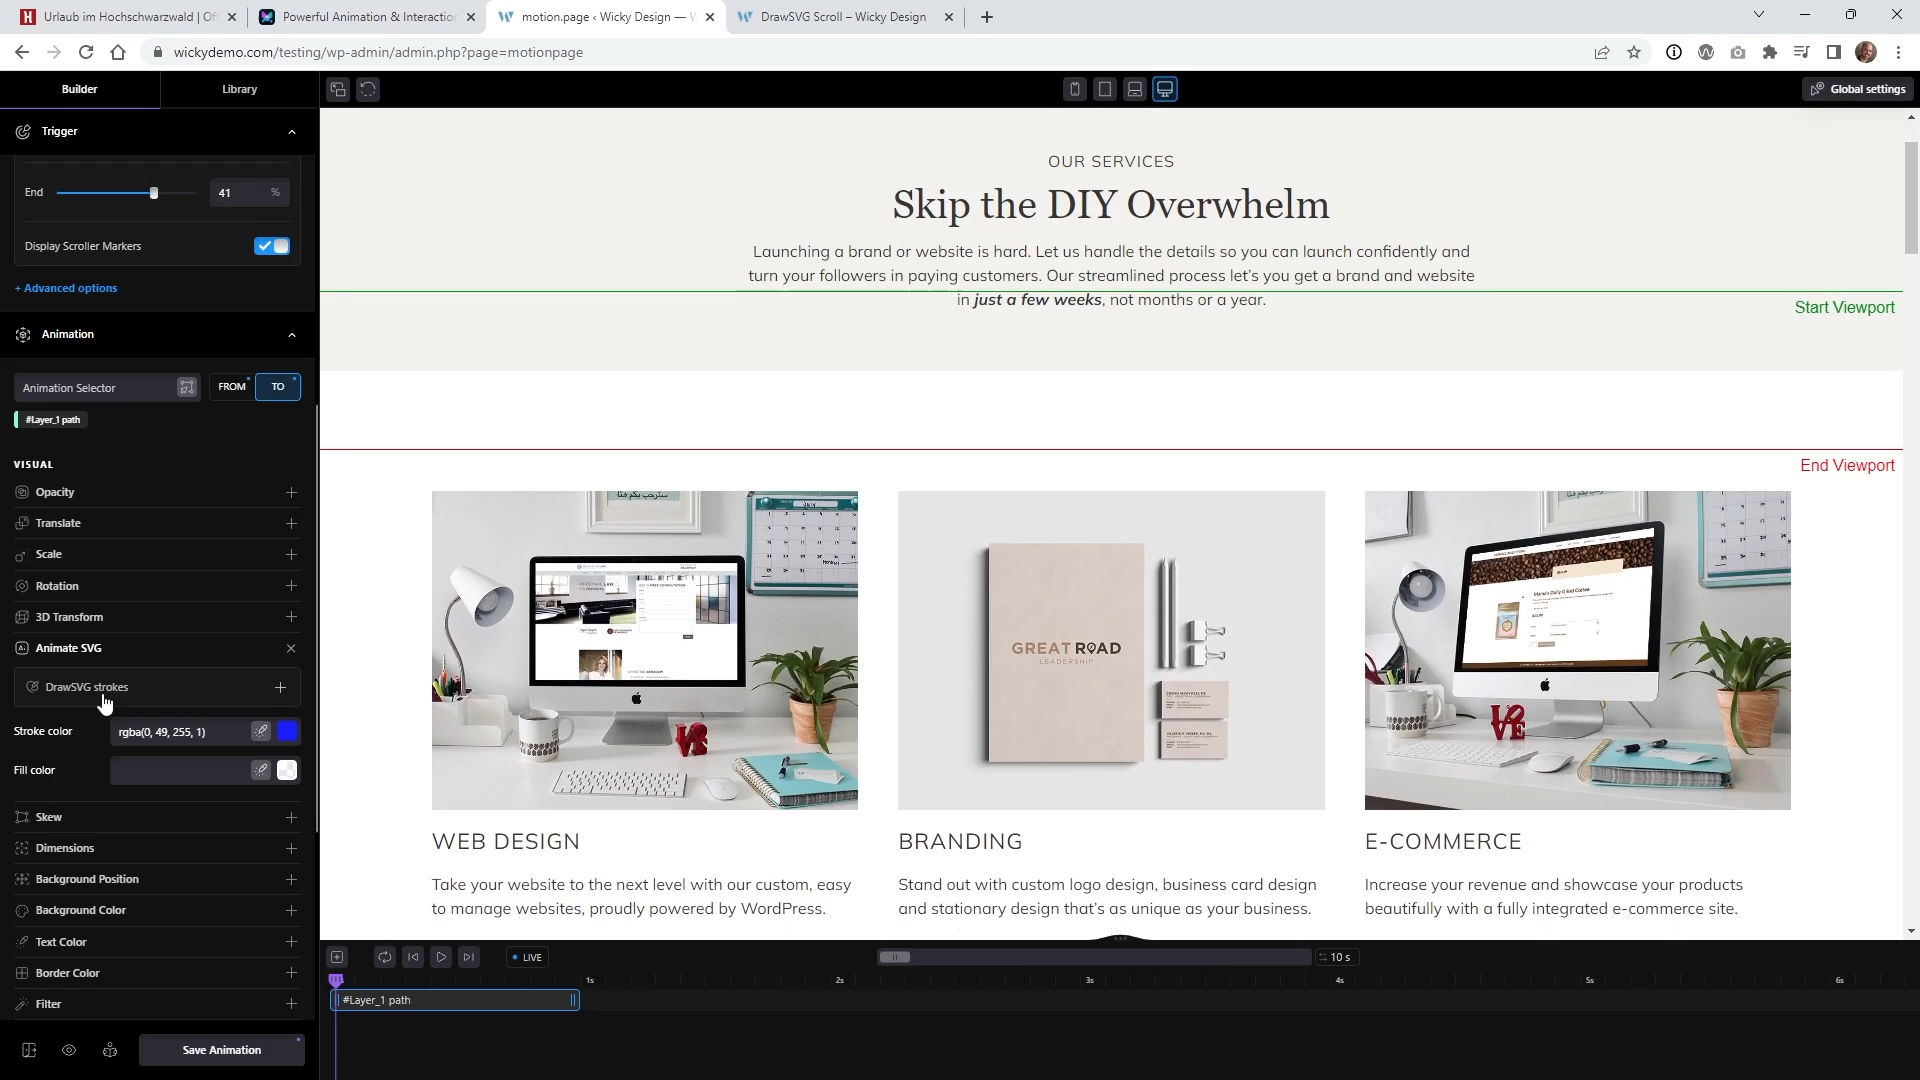 Urlaub im Hochschwarzwald | Of
Powerful Animation & Interaction
motion.page ‹ Wicky Design — W
DrawSVG Scroll – Wicky Design
wickydemo.com/testing/wp-admin/admin.php?page=motionpage
Builder
Library
Global settings
Trigger
End
41
%
Display Scroller Markers
+ Advanced options
Animation
Animation Selector
FROM
TO
#Layer_1 path
VISUAL
Opacity
Translate
Scale
Rotation
3D Transform
Animate SVG
DrawSVG strokes
Stroke color
rgba(0, 49, 255, 1)
Fill color
Skew
Dimensions
Background Position
Background Color
Text Color
Border Color
Filter
Save Animation
OUR SERVICES
Skip the DIY Overwhelm
Launching a brand or website is hard. Let us handle the details so you can launch confidently and
turn your followers in paying customers. Our streamlined process let's you get a brand and website
in just a few weeks, not months or a year.
Start Viewport
End Viewport
GREAT ROAD
LEADERSHIP
WEB DESIGN
Take your website to the next level with our custom, easy
to manage websites, proudly powered by WordPress.
BRANDING
Stand out with custom logo design, business card design
and stationary design that's as unique as your business.
E-COMMERCE
Increase your revenue and showcase your products
beautifully with a fully integrated e-commerce site.
LIVE
10 s
1s
2s
3s
4s
5s
6s
#Layer_1 path